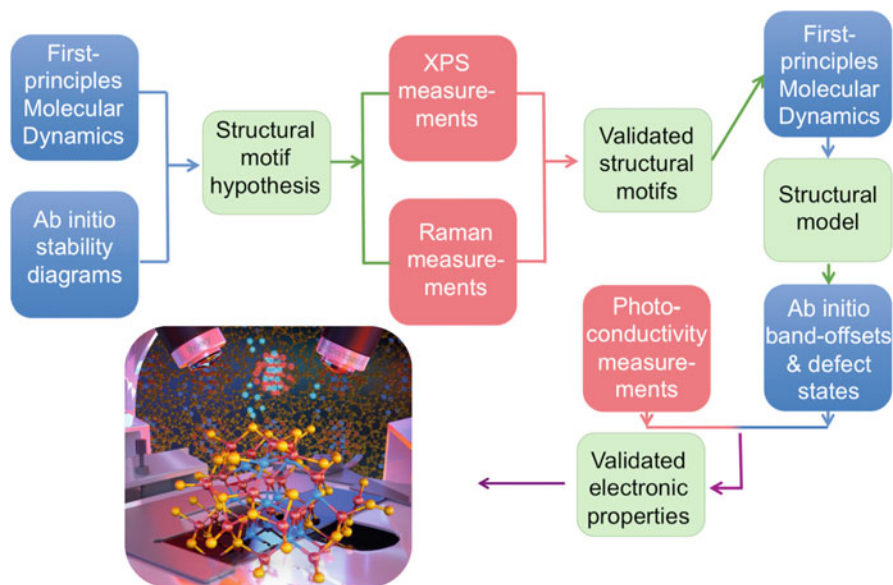 First-
principles
Molecular
Dynamics
Ab initio
stability
diagrams
Structural
motif
hypothesis
XPS
measure-
ments
Raman
measure-
ments
Validated
structural
motifs
First-
principles
Molecular
Dynamics
Structural
model
Ab initio
band-offsets
& defect
states
Photo-
conductivity
measure-
ments
Validated
electronic
properties